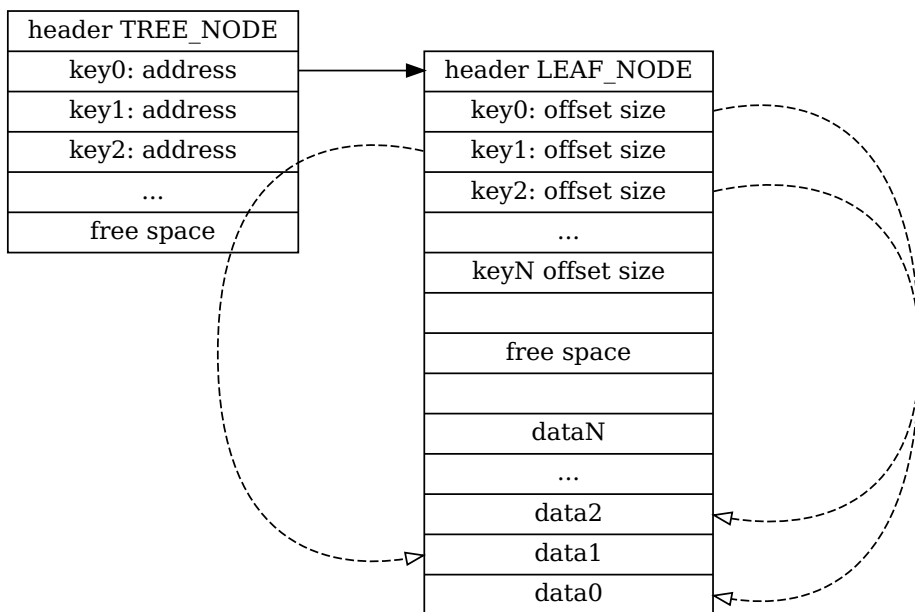 header TREE_NODE
key0: address
key1: address
key2: address
...
free space
header LEAF_NODE
key0: offset size
key1: offset size
key2: offset size
...
keyN offset size
free space
dataN
...
data2
data1
data0